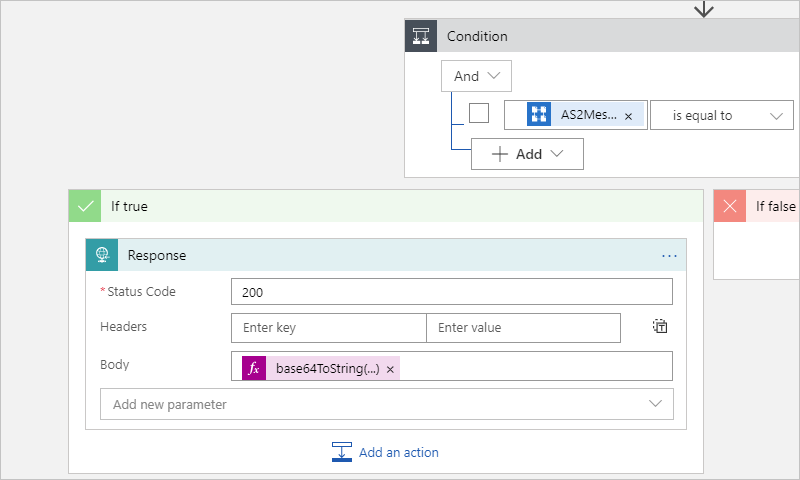 Condition
And
AS2Mes... × is equal to
+ Add
If true
If false
Response
...
*Status Code 200
Headers Enter key Enter value
Body fx base64ToString(...) ×
Add new parameter
Add an action